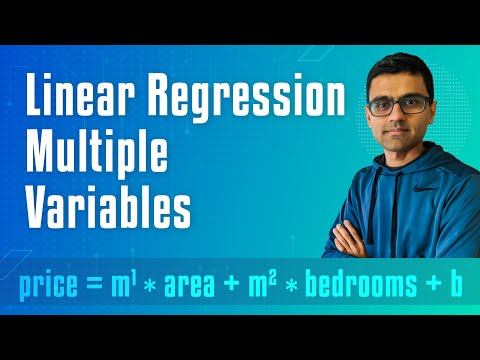 Linear Regression
Multiple
Variables
price = m¹ * area + m² * bedrooms + b